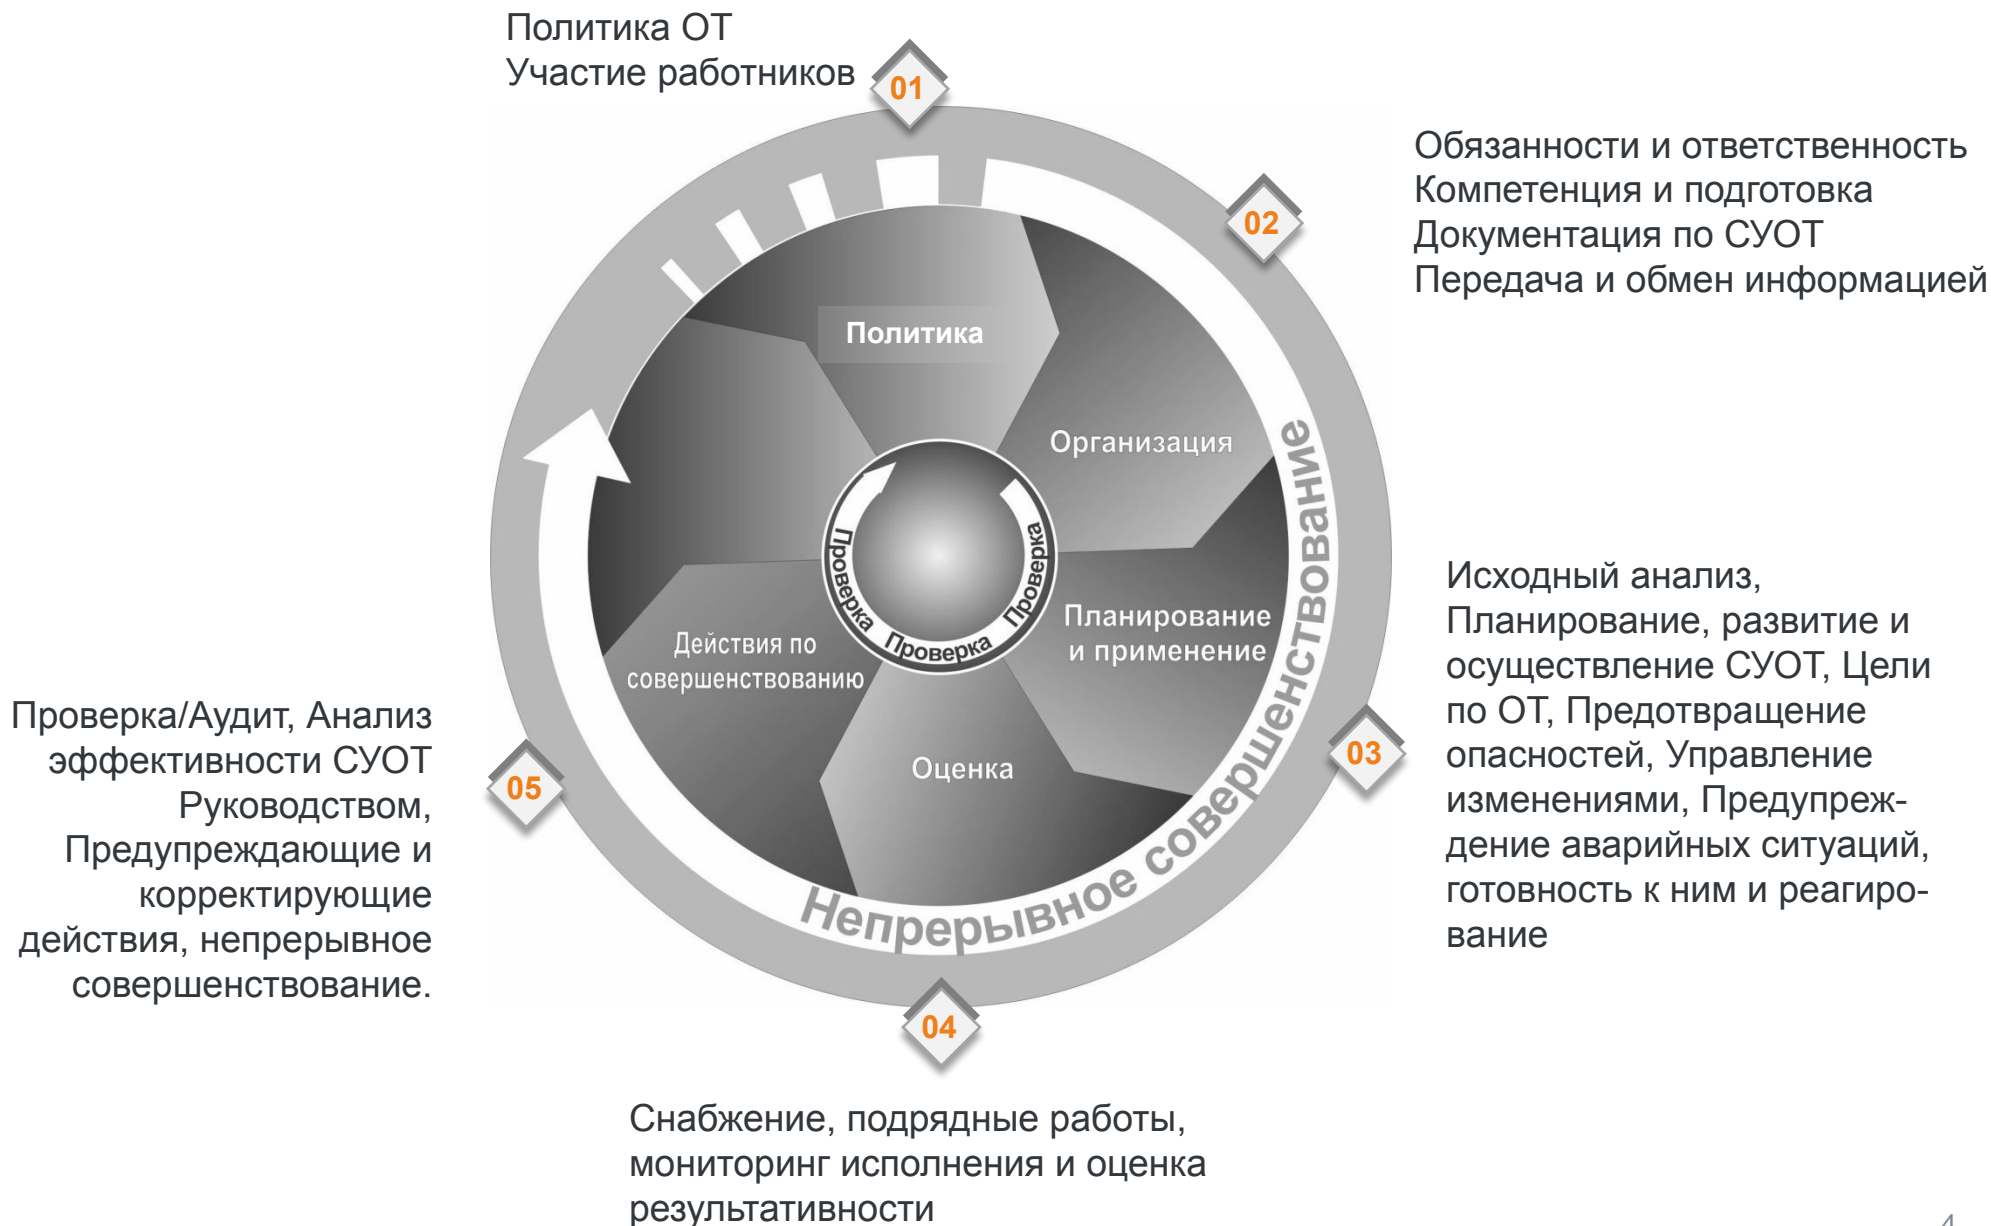 Политика ОТ
Участие работников
01
Обязанности и ответственность
Компетенция и подготовка
Документация по СУОТ
Передача и обмен информацией
02
Политика
Организация
Планирование
и применение
Оценка
Действия по
совершенствованию
Проверка
Проверка
Проверка
Непрерывное совершенствование
Исходный анализ,
Планирование, развитие и
осуществление СУОТ, Цели
по ОТ, Предотвращение
опасностей, Управление
изменениями, Предупреж-
дение аварийных ситуаций,
готовность к ним и реагиро-
вание
03
Снабжение, подрядные работы,
мониторинг исполнения и оценка
результативности
04
Проверка/Аудит, Анализ
эффективности СУОТ
Руководством,
Предупреждающие и
корректирующие
действия, непрерывное
совершенствование.
05
4